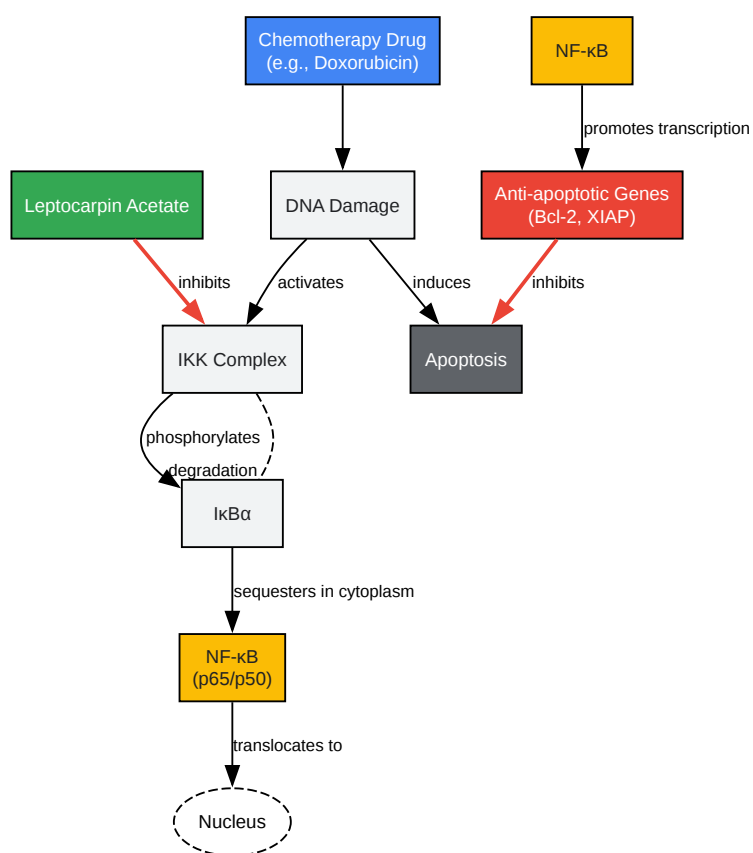 Chemotherapy Drug
(e.g., Doxorubicin)
NF-κB
promotes transcription
Leptocarpin Acetate
DNA Damage
Anti-apoptotic Genes
(Bcl-2, XIAP)
inhibits
activates
induces
inhibits
IKK Complex
Apoptosis
phosphorylates
degradation
IκBα
sequesters in cytoplasm
NF-κB
(p65/p50)
translocates to
Nucleus